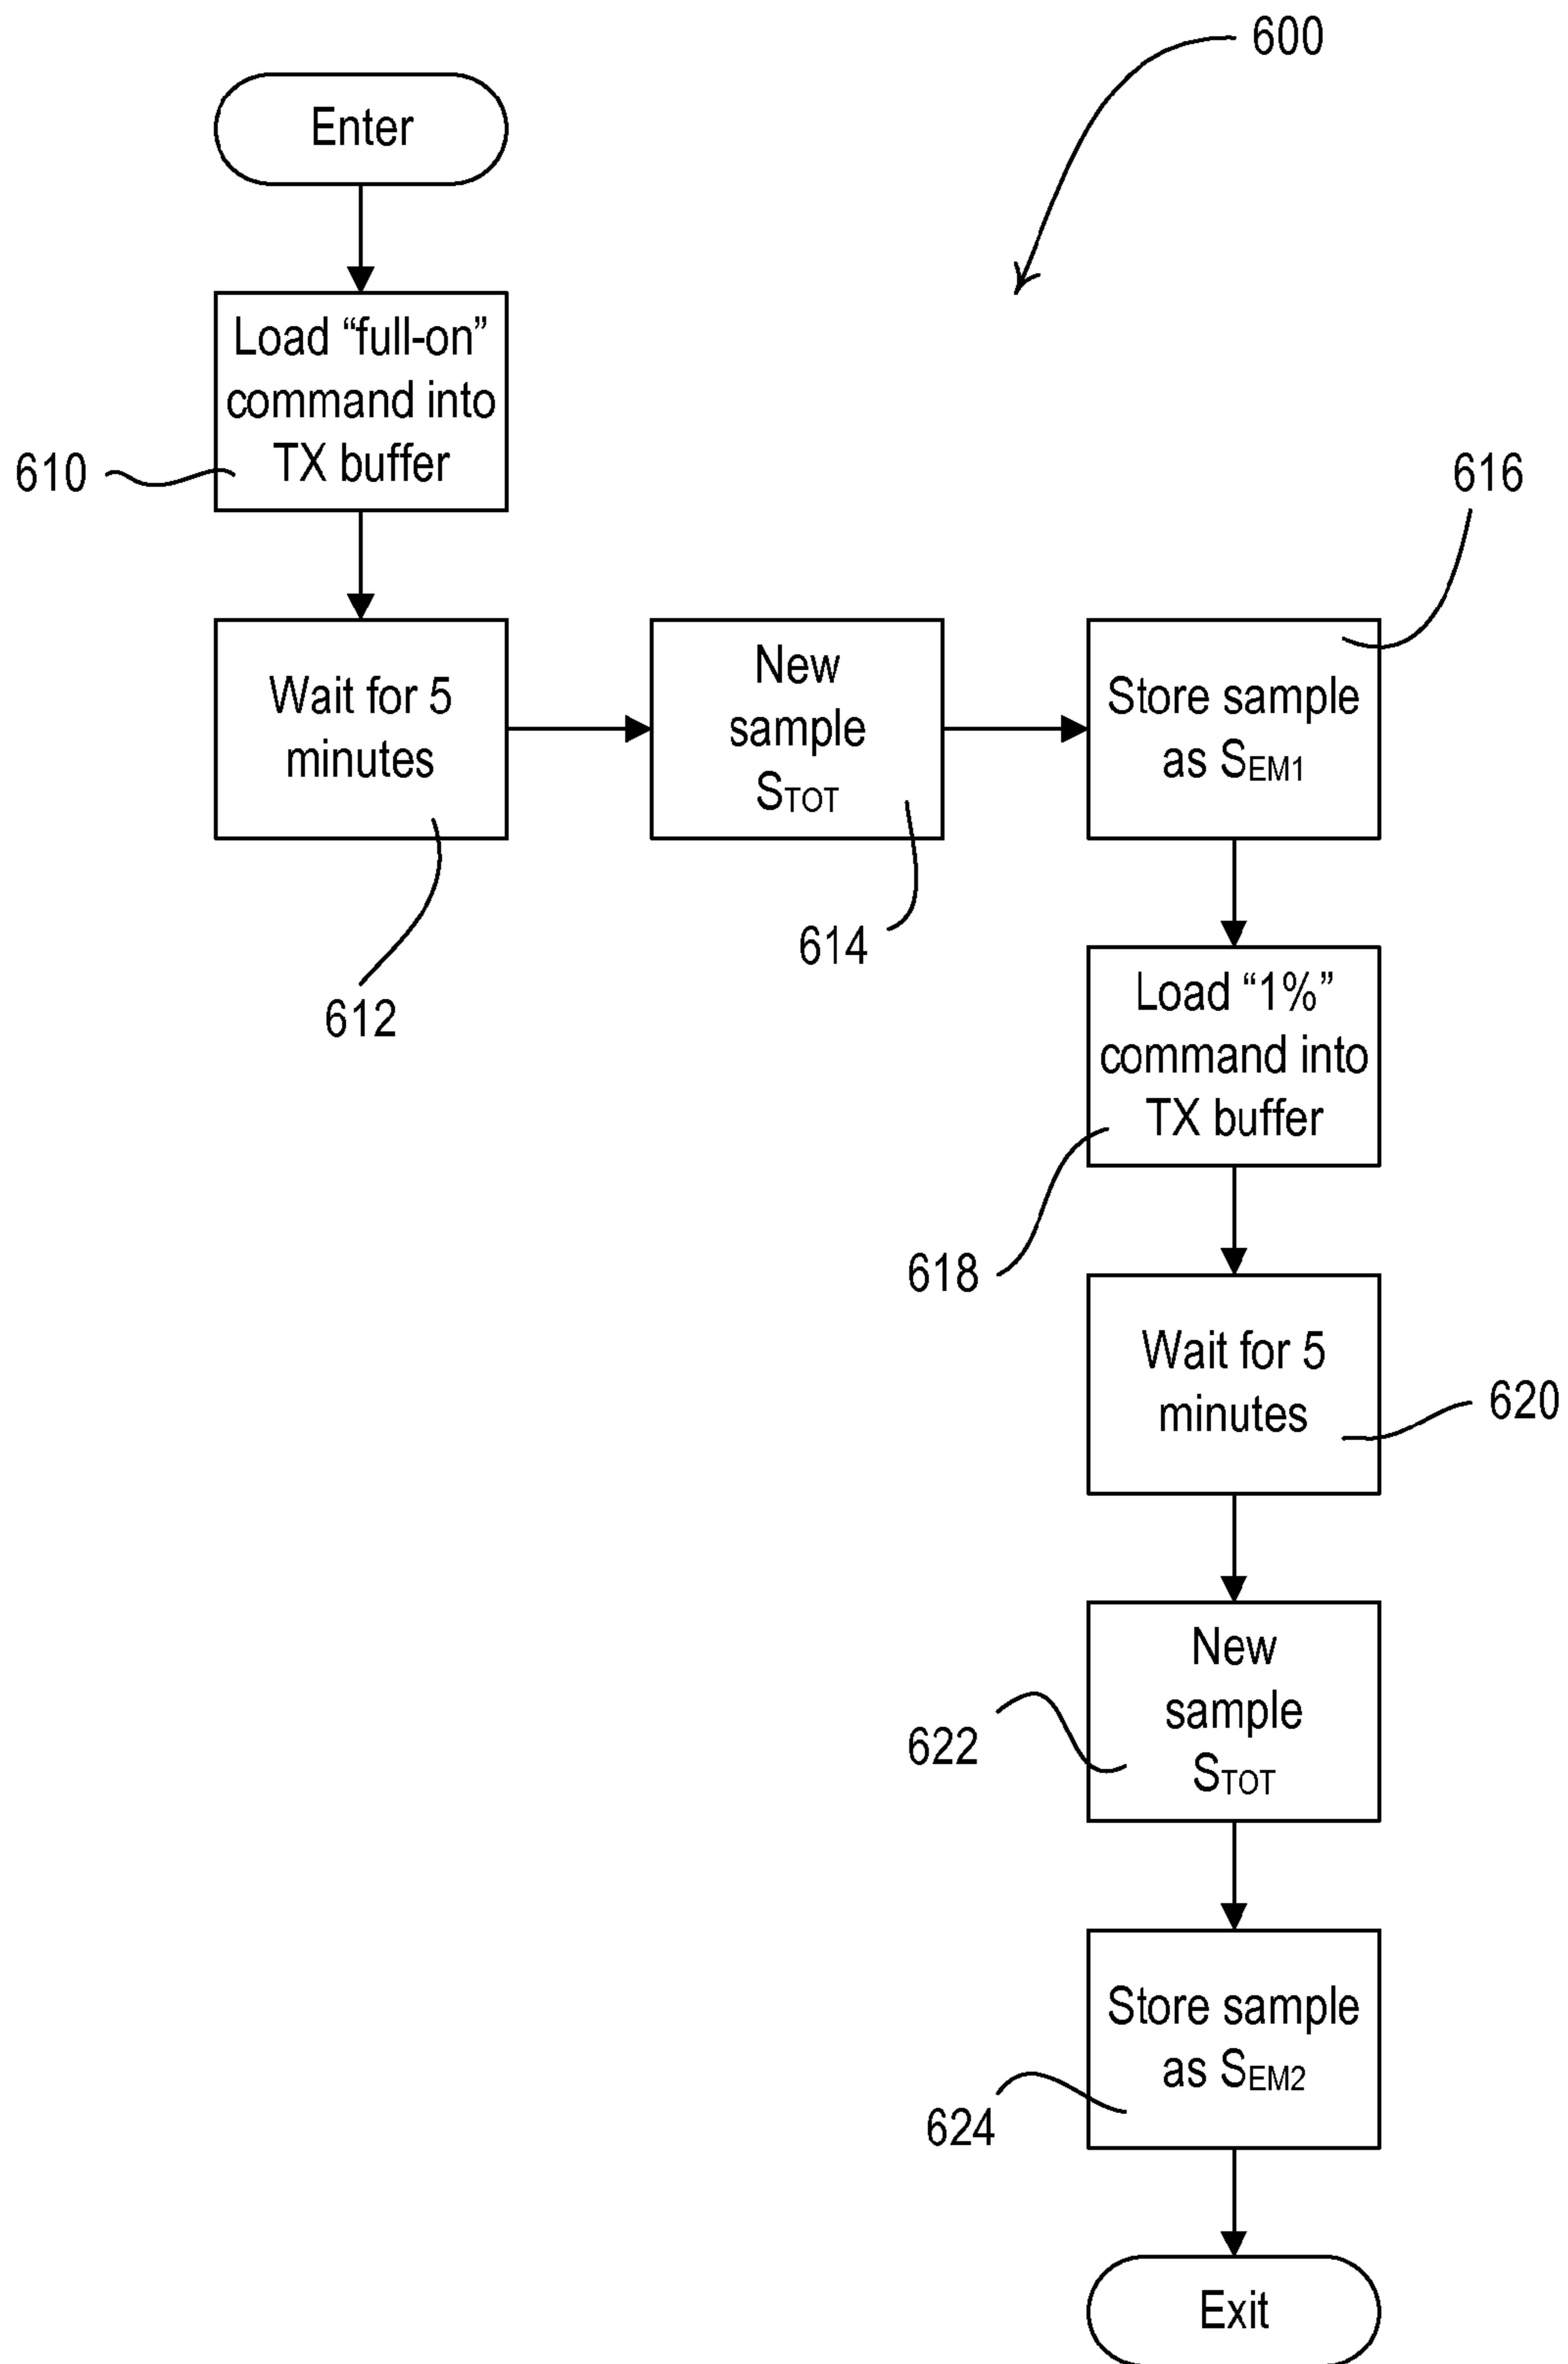 600
Enter
Load “full-on”
command into
TX buffer
610
616
Wait for 5
minutes
New
sample
STOT
Store sample
as SEM1
614
612
Load “1%”
command into
TX buffer
618
Wait for 5
minutes
620
New
sample
STOT
622
Store sample
as SEM2
624
Exit